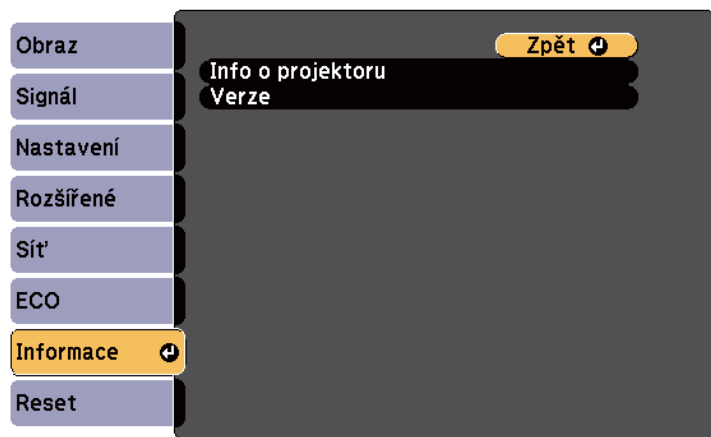 Obraz
Signál
Nastavení
Rozšířené
Síť
ECO
Informace
Reset
Zpět
Info o projektoru
Verze